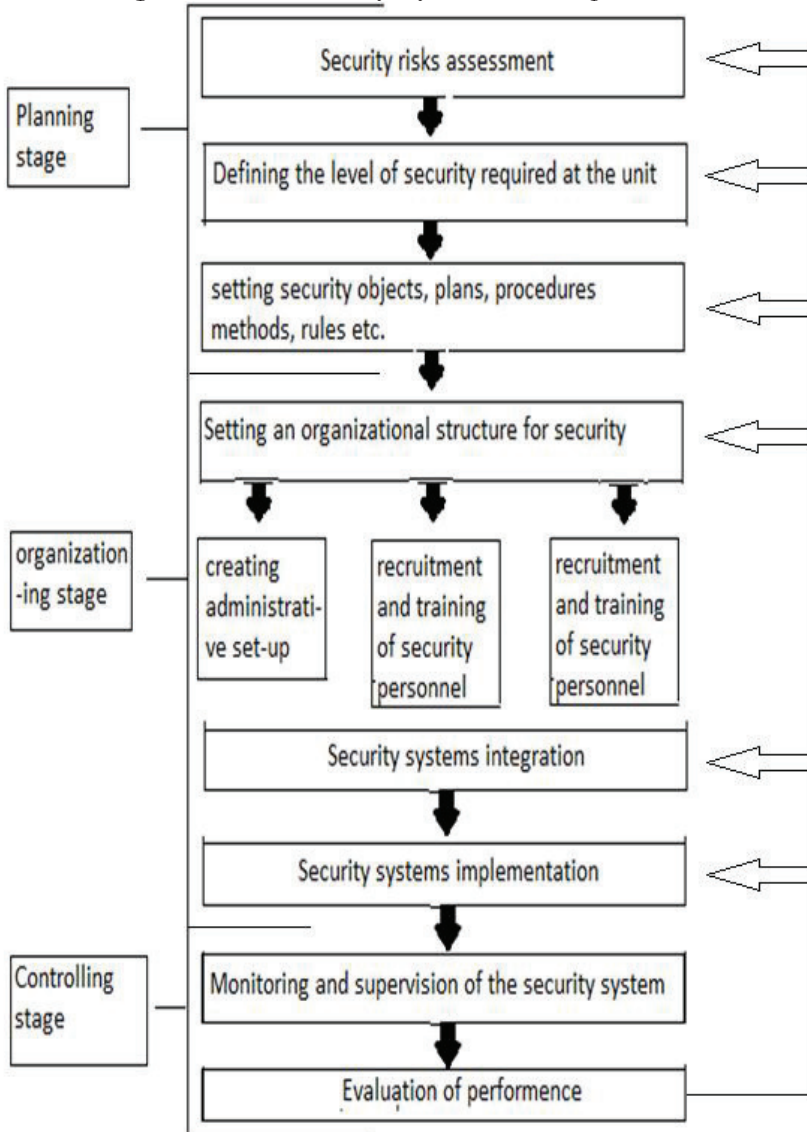 Security risks assessment
Planning
stage
Defining the level of security required at the unit
setting security objects, plans, procedures
methods, rules etc.
Setting an organizational structure for security
organization
-ing stage
creating
administrati-
ve set-up
recruitment
and training
of security
personnel
recruitment
and training
of security
personnel
Security systems integration
Security systems implementation
Controlling
stage
Monitoring and supervision of the security system
Evaluation of performence